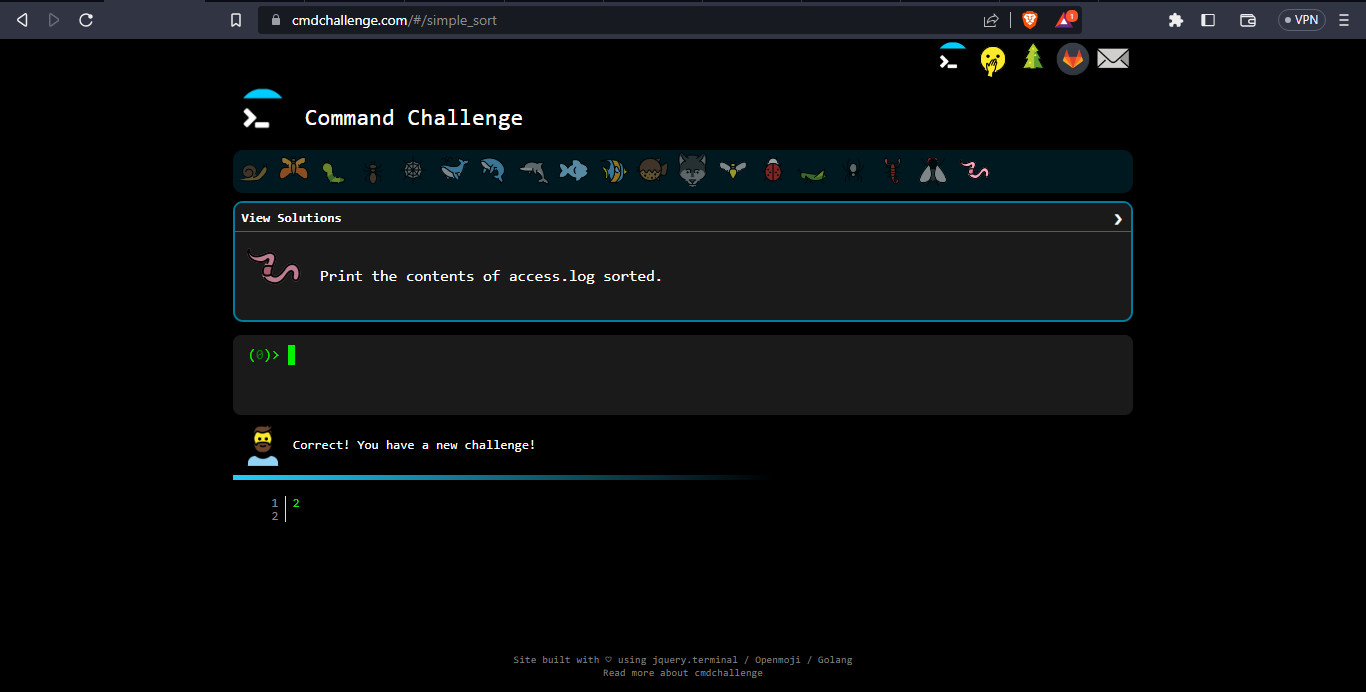 cmdchallenge.com/#/simple_sort
1
VPN
Command Challenge
View Solutions
Print the contents of access.log sorted.
(0)>
Correct! You have a new challenge!
1 2
2
Site built with ♡ using jquery.terminal / Openmoji / Golang
Read more about cmdchallenge